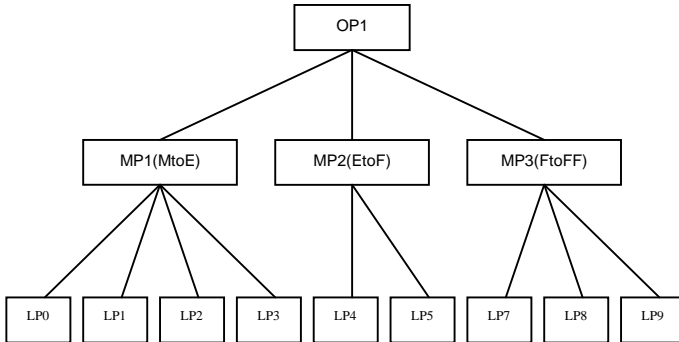 OP1
MP1(MtoE)
MP2(EtoF)
MP3(FtoFF)
LP0
LP1
LP2
LP3
LP4
LP5
LP7
LP8
LP9